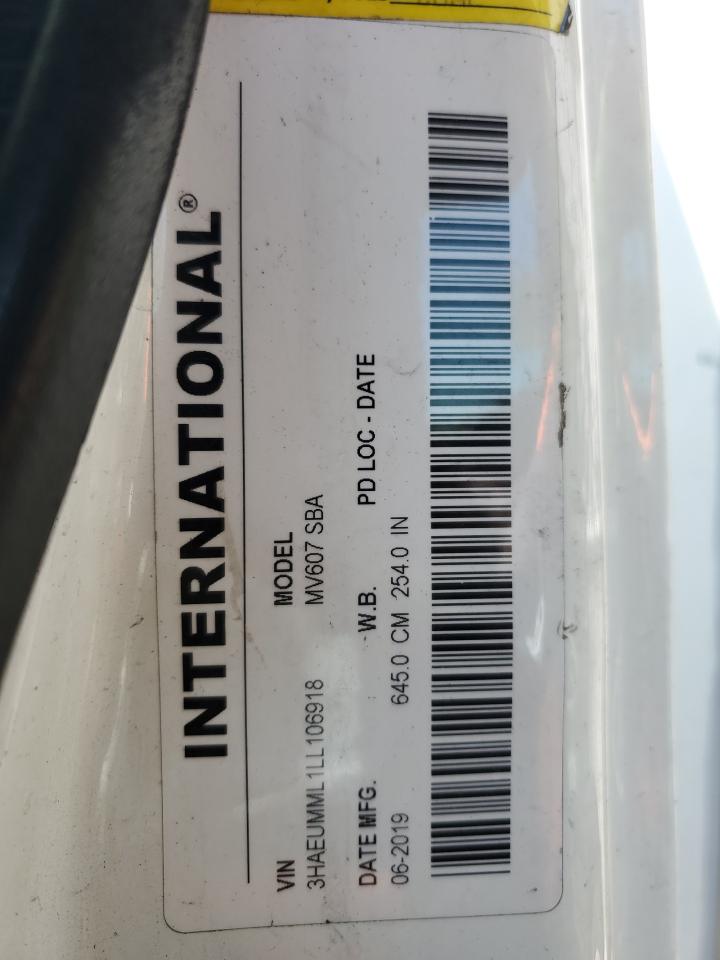 INTERNATIONAL®
VIN MODEL
3HAEUMML1LL106918 MV607 SBA
DATE MFG. W.B. PD LOC - DATE
06-2019 645.0 CM 254.0 IN